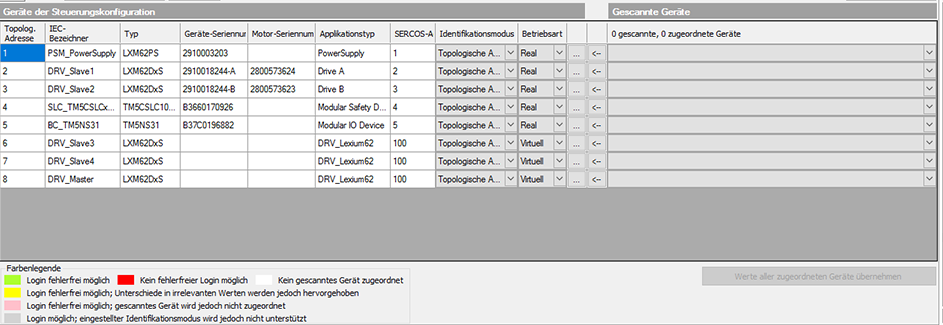 Geräte der Steuerungskonfiguration Gescannte Geräte
Topolog. Adresse IEC-Bezeichner Typ Geräte-Seriennum Motor-Seriennum Applikationstyp SERCOS-A Identifikationsmodus Betriebsart 0 gescannte, 0 zugeordnete Geräte
1 PSM_PowerSupply LXM62PS 2910003203 PowerSupply 1 Topologische A... Real ... <--
2 DRV_Slave1 LXM62DxS 2910018244-A 2800573624 Drive A 2 Topologische A... Real ... <--
3 DRV_Slave2 LXM62DxS 2910018244-B 2800573623 Drive B 3 Topologische A... Real ... <--
4 SLC_TM5CSLCx... TM5CSLC10... B3660170926 Modular Safety D... 4 Topologische A... Real ... <--
5 BC_TM5NS31 TM5NS31 B37C0196882 Modular IO Device 5 Topologische A... Real ... <--
6 DRV_Slave3 LXM62DxS DRV_Lexium62 100 Topologische A... Virtuell ... <--
7 DRV_Slave4 LXM62DxS DRV_Lexium62 100 Topologische A... Virtuell ... <--
8 DRV_Master LXM62DxS DRV_Lexium62 100 Topologische A... Virtuell ... <--
Farbenlegende
Login fehlerfrei möglich Kein fehlerfreier Login möglich Kein gescanntes Gerät zugeordnet
Login fehlerfrei möglich; Unterschiede in irrelevanten Werten werden jedoch hervorgehoben
Login fehlerfrei möglich; gescanntes Gerät wird jedoch nicht zugeordnet
Login möglich; eingestellter Identifikationsmodus wird jedoch nicht unterstützt
Werte aller zugeordneten Geräte übernehmen